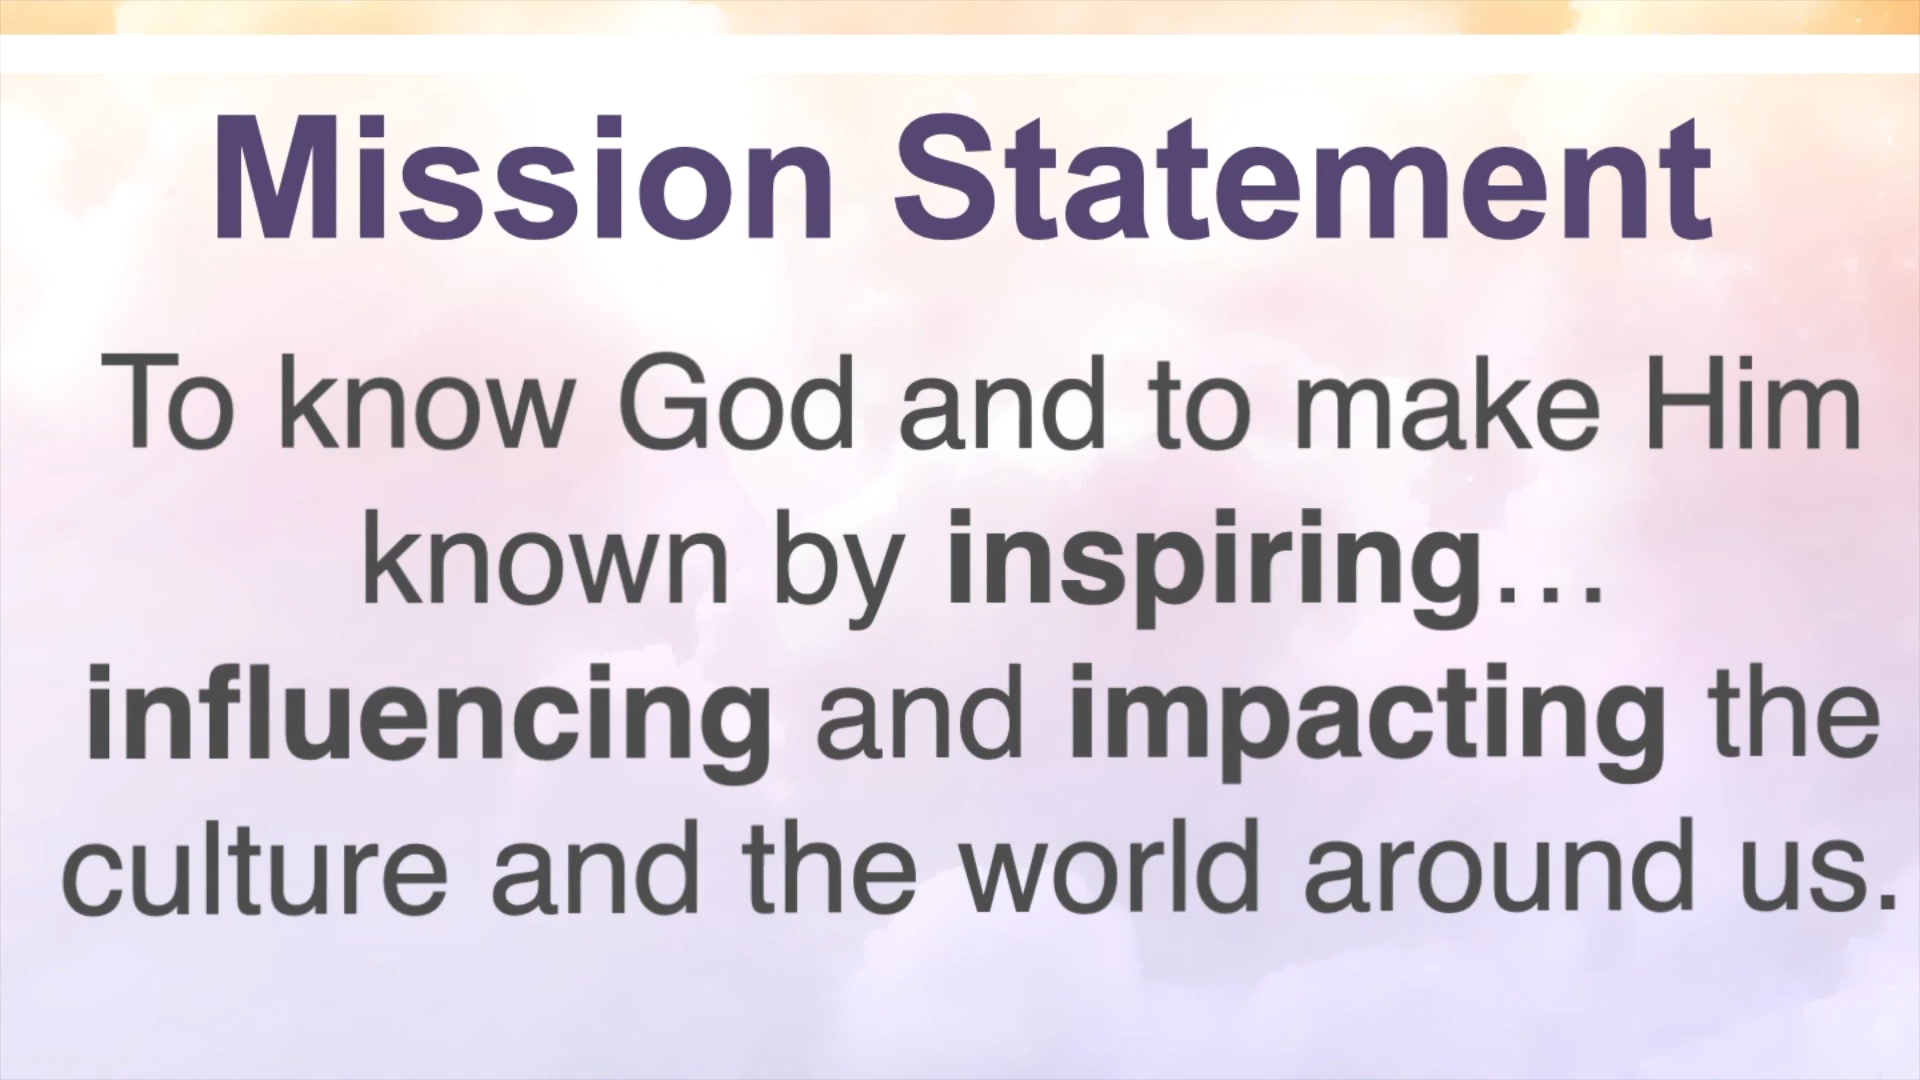 Mission Statement
To know God and to make Him
known by inspiring…
influencing and impacting the
culture and the world around us.